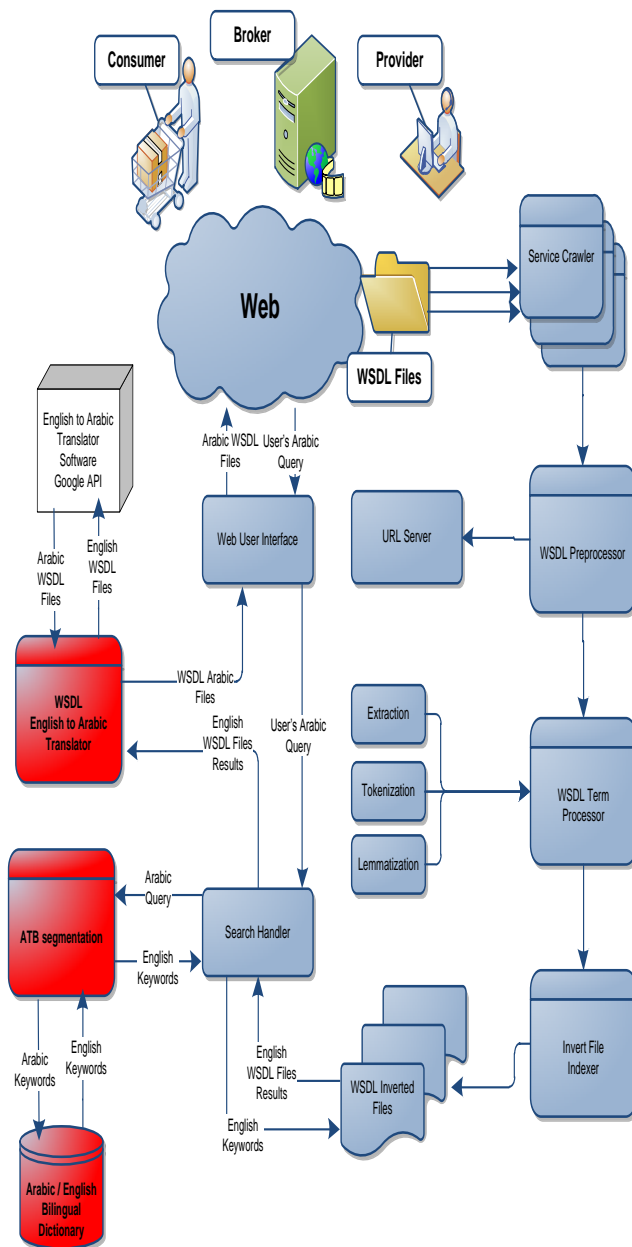 Broker
Consumer
Provider
Service Crawler
Web
WSDL Files
English to Arabic
Translator
Software
Google API
Arabic WSDL
Files
User's Arabic
Query
Web User Interface
URL Server
WSDL Preprocessor
Arabic
WSDL
Files
English
WSDL
Files
WSDL
English to Arabic
Translator
WSDL Arabic
Files
English
WSDL Files
Results
User's Arabic
Query
Extraction
Tokenization
Lemmatization
WSDL Term
Processor
ATB segmentation
Arabic
Query
English
Keywords
Search Handler
Arabic
Keywords
English
Keywords
English
WSDL Files
Results
English
Keywords
WSDL Inverted
Files
Invert File
Indexer
Arabic / English
Bilingual
Dictionary